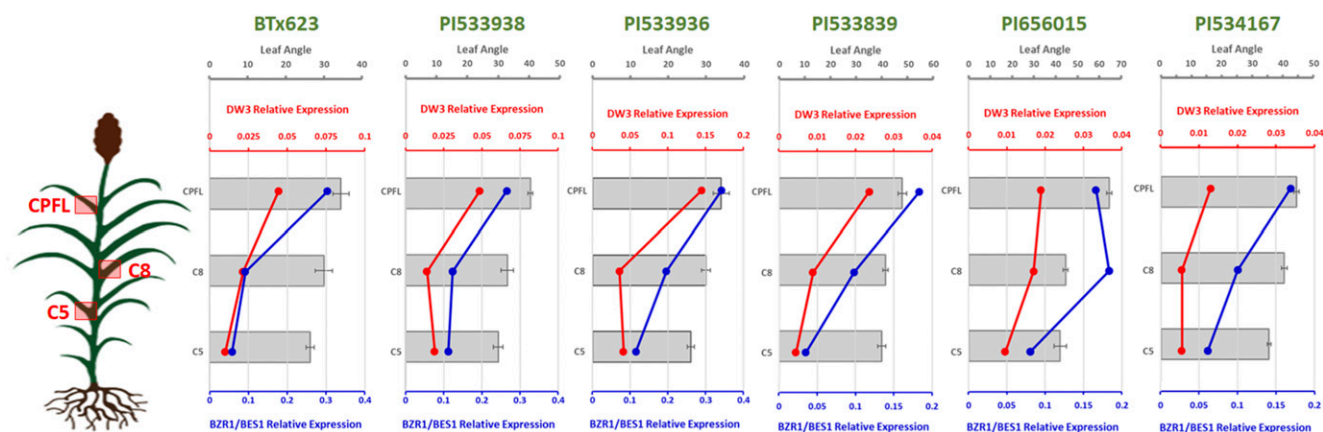 BTx623 PI533938 PI533936 PI533839 PI656015 PI534167
Leaf Angle Leaf Angle Leaf Angle Leaf Angle Leaf Angle Leaf Angle
0 10 20 30 40 0 10 20 30 40 50 0 10 20 30 40 0 10 20 30 40 50 60 0 10 20 30 40 50 60 70 0 10 20 30 40 50
DW3 Relative Expression DW3 Relative Expression DW3 Relative Expression DW3 Relative Expression DW3 Relative Expression DW3 Relative Expression
0 0.025 0.05 0.075 0.1 0 0.025 0.05 0.075 0.1 0 0.05 0.1 0.15 0.2 0 0.01 0.02 0.03 0.04 0 0.01 0.02 0.03 0.04 0 0.01 0.02 0.03 0.04
CPFL CPFL CPFL CPFL CPFL CPFL CPFL
C8 C8 C8 C8 C8 C8 C8
C5
C5 C5 C5 C5 C5 C5
0 0.1 0.2 0.3 0.4 0 0.1 0.2 0.3 0.4 0 0.1 0.2 0.3 0.4 0 0.05 0.1 0.15 0.2 0 0.05 0.1 0.15 0.2 0 0.05 0.1 0.15 0.2
BZR1/BES1 Relative Expression BZR1/BES1 Relative Expression BZR1/BES1 Relative Expression BZR1/BES1 Relative Expression BZR1/BES1 Relative Expression BZR1/BES1 Relative Expression